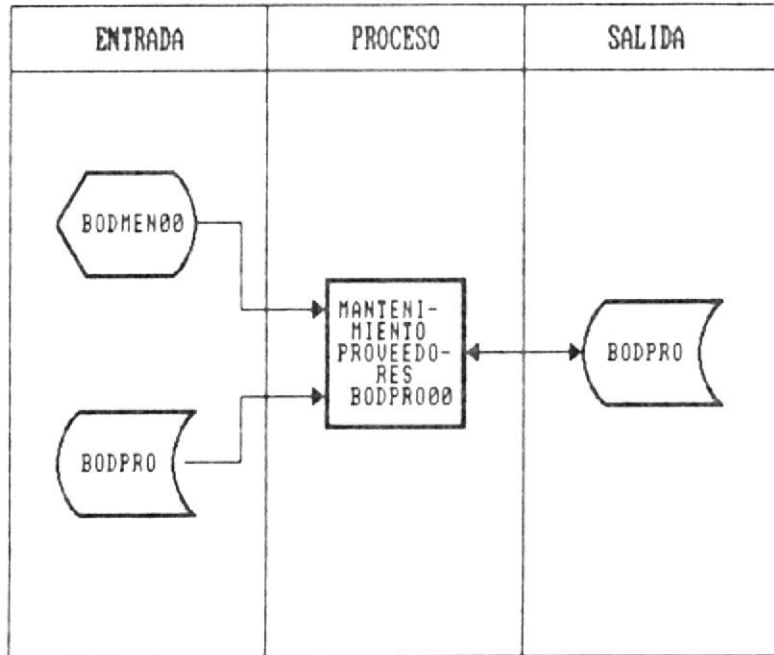 ENTRADA
PROCESO
SALIDA
BODMEN00
MANTENI-
MIENTO
PROVEEDO-
RES
BODPRO00
BODPRO
BODPRO